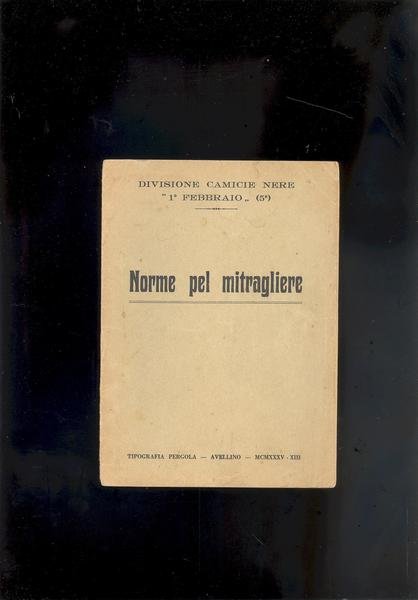 DIVISIONE CAMICIE NERE
"1° FEBBRAIO„ (5ª)
Norme pel mitragliere
TIPOGRAFIA PERGOLA — AVELLINO — MCMXXXV - XIII